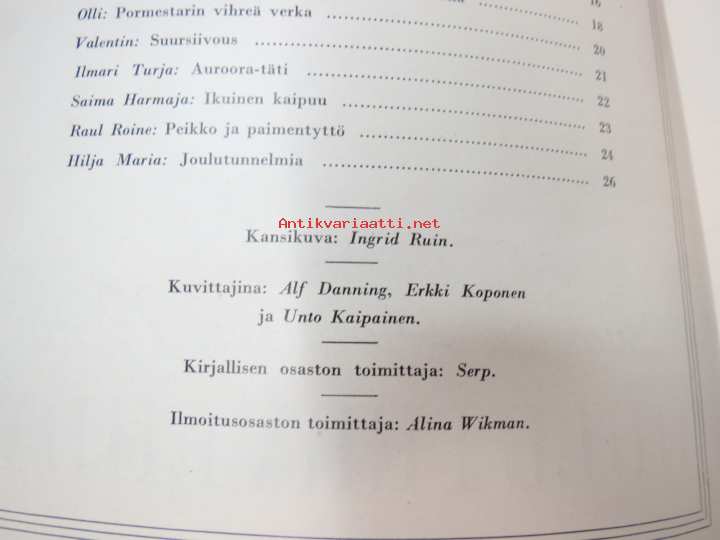 16
Olli: Pormestarin vihreä verka 18
Valentin: Suursiivous 20
Ilmari Turja: Auroora-täti 21
Saima Harmaja: Ikuinen kaipuu 22
Raul Roine: Peikko ja paimentyttö 23
24
Hilja Maria: Joulutunnelmia 26
Antikvariaatti.net
Kansikuva: Ingrid Ruin.
Kuvittajina: Alf Danning, Erkki Koponen
ja Unto Kaipainen.
Kirjallisen osaston toimittaja: Serp.
Ilmoitusosaston toimittaja: Alina Wikman.